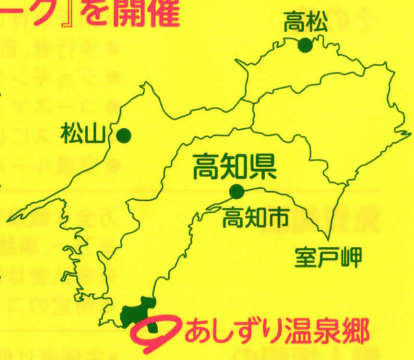 ーク』を開催
高松
松山
高知県
高知市
室戸岬
あしずり温泉郷